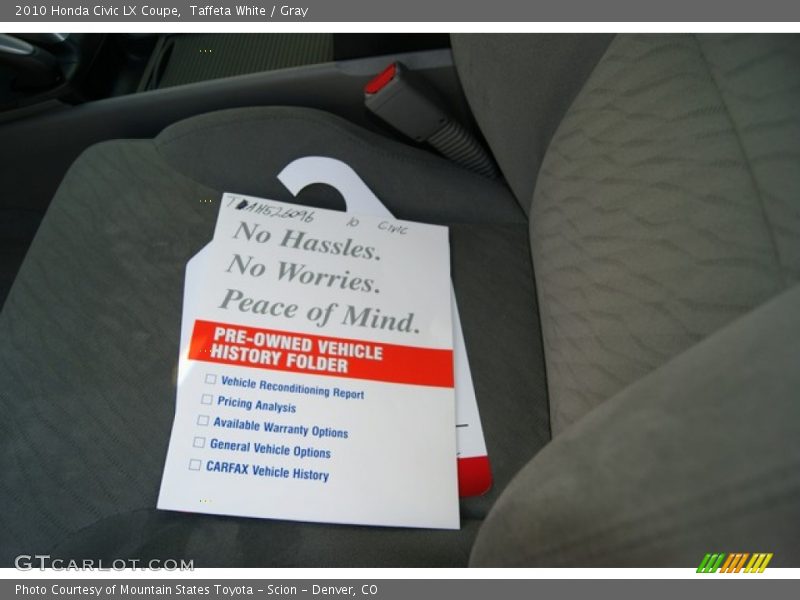 2010 Honda Civic LX Coupe, Taffeta White / Gray
10 Civic
No Hassles.
No Worries.
Peace of Mind.
PRE-OWNED VEHICLE
HISTORY FOLDER
Vehicle Reconditioning Report
Pricing Analysis
Available Warranty Options
General Vehicle Options
CARFAX Vehicle History
GTCARLOT.COM
Photo Courtesy of Mountain States Toyota - Scion - Denver, CO